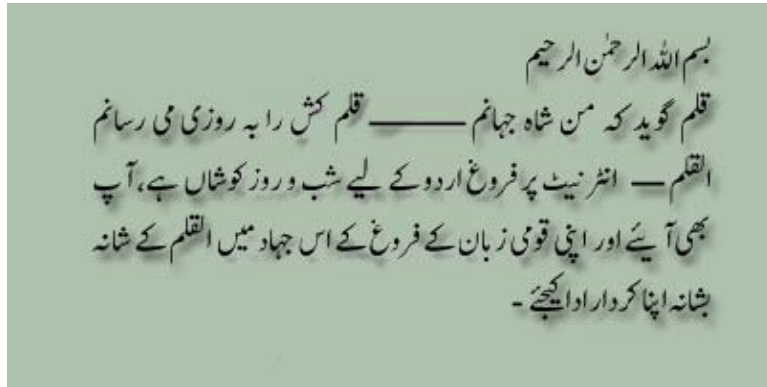 بسم اللہ الرحمٰن الرحیم
قلم گوید کہ من شاہ جہانم ـــــــــ قلم کش را بہ روزی می رسانم
القلم ـــ انٹرنیٹ پر فروغ اردو کے لیے شب و روز کوشاں ہے، آپ
بھی آیئے اور اپنی قومی زبان کے فروغ کے اس جہاد میں القلم کے شانہ
بشانہ اپنا کردار ادا کیجئے ۔